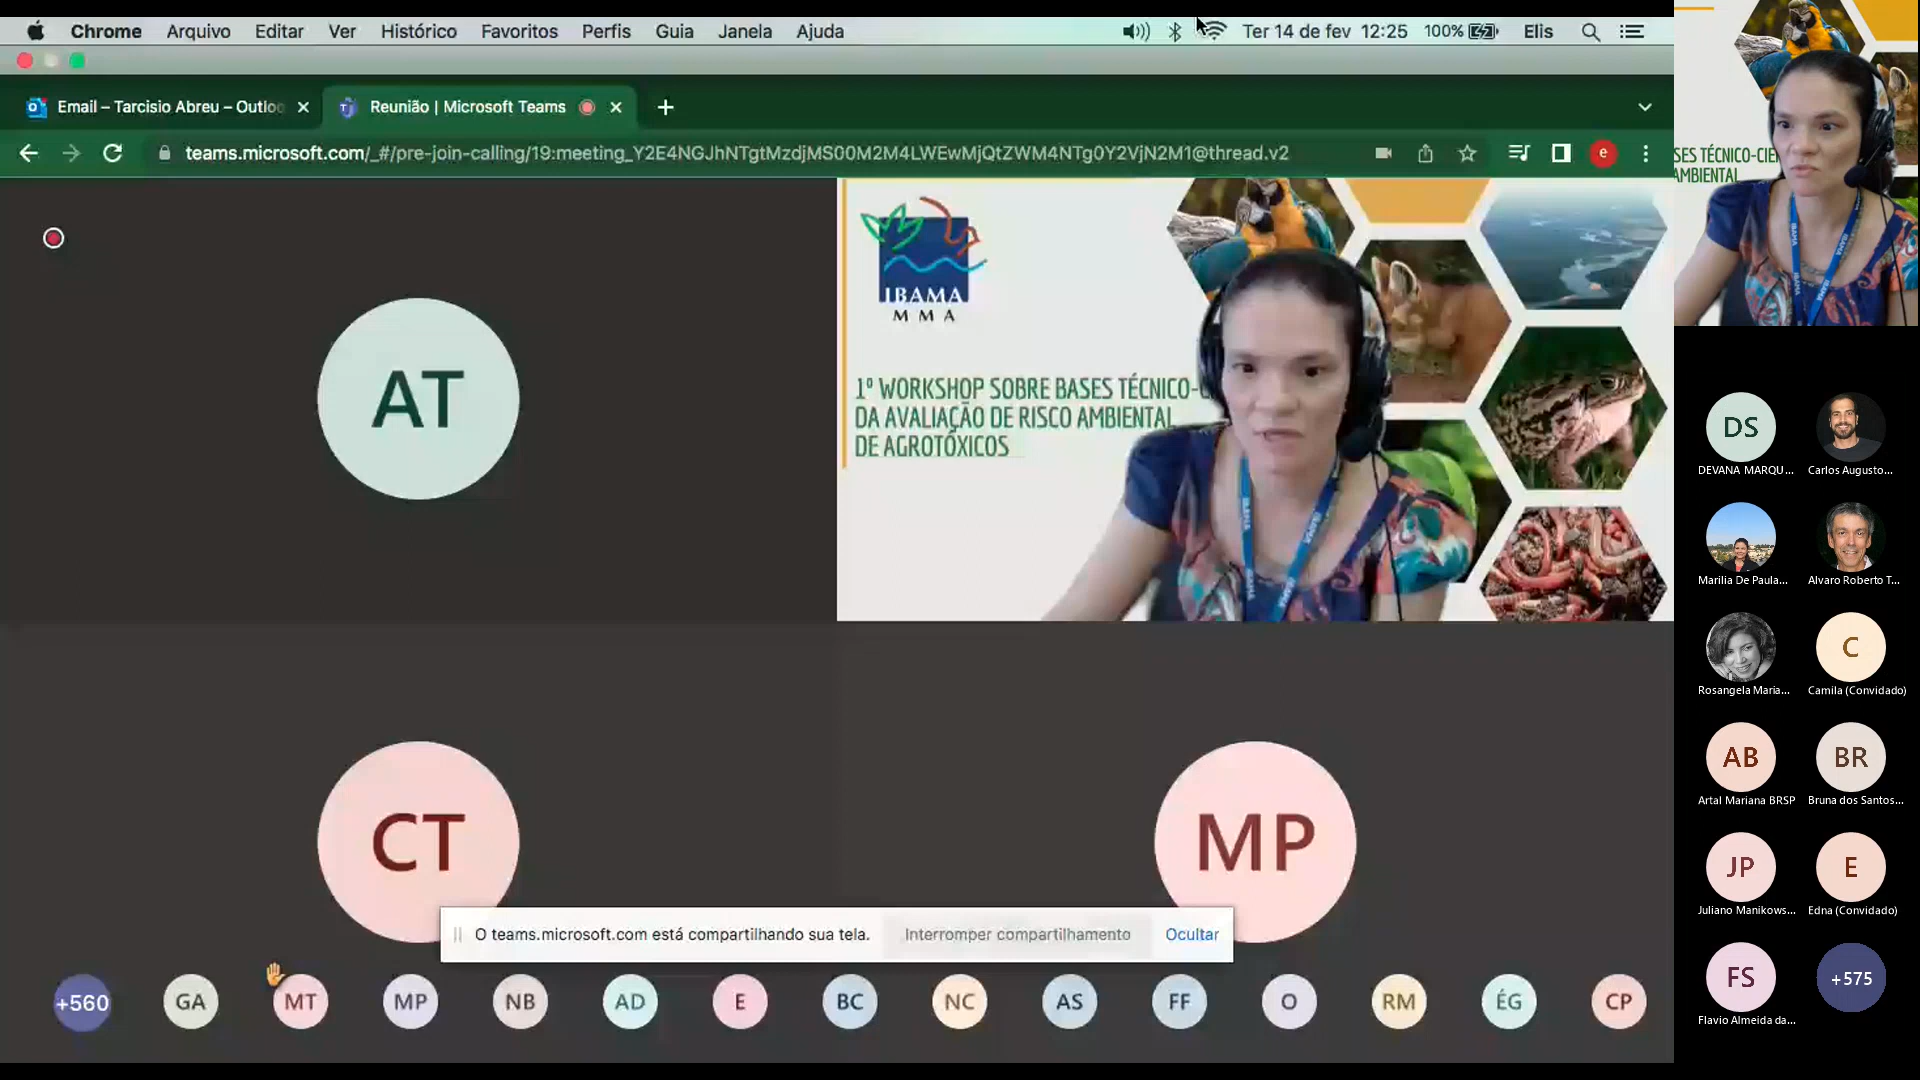 Chrome Arquivo Editar Ver Histórico Favoritos Perfis Guia Janela Ajuda Ter 14 de fev 12:25 100% Elis
Email – Tarcisio Abreu – Outlo
Reunião | Microsoft Teams
teams.microsoft.com/_#/pre-join-calling/19:meeting_Y2E4NGJhNTgtMzdjMS00M2M4LWEwMjQtZWM4NTg0Y2VjN2M1@thread.v2
e
AT
IBAMA
MMA
1º WORKSHOP SOBRE BASES TÉCNICO-
DA AVALIAÇÃO DE RISCO AMBIENTAL
DE AGROTÓXICOS
IBAMA
IBAMA
CT
MP
O teams.microsoft.com está compartilhando sua tela.
Interromper compartilhamento
Ocultar
+560 GA MT MP NB AD E BC NC AS FF O RM ÉG CP
SES TÉCNICO-CIE
AMBIENTAL
IBAMA
IBAMA
DS
DEVANA MARQU...
Carlos Augusto...
Marilia De Paula...
Alvaro Roberto T...
Rosangela Maria...
C
Camila (Convidado)
AB
Artal Mariana BRSP
BR
Bruna dos Santos...
JP
Juliano Manikows...
E
Edna (Convidado)
FS
Flavio Almeida da...
+575